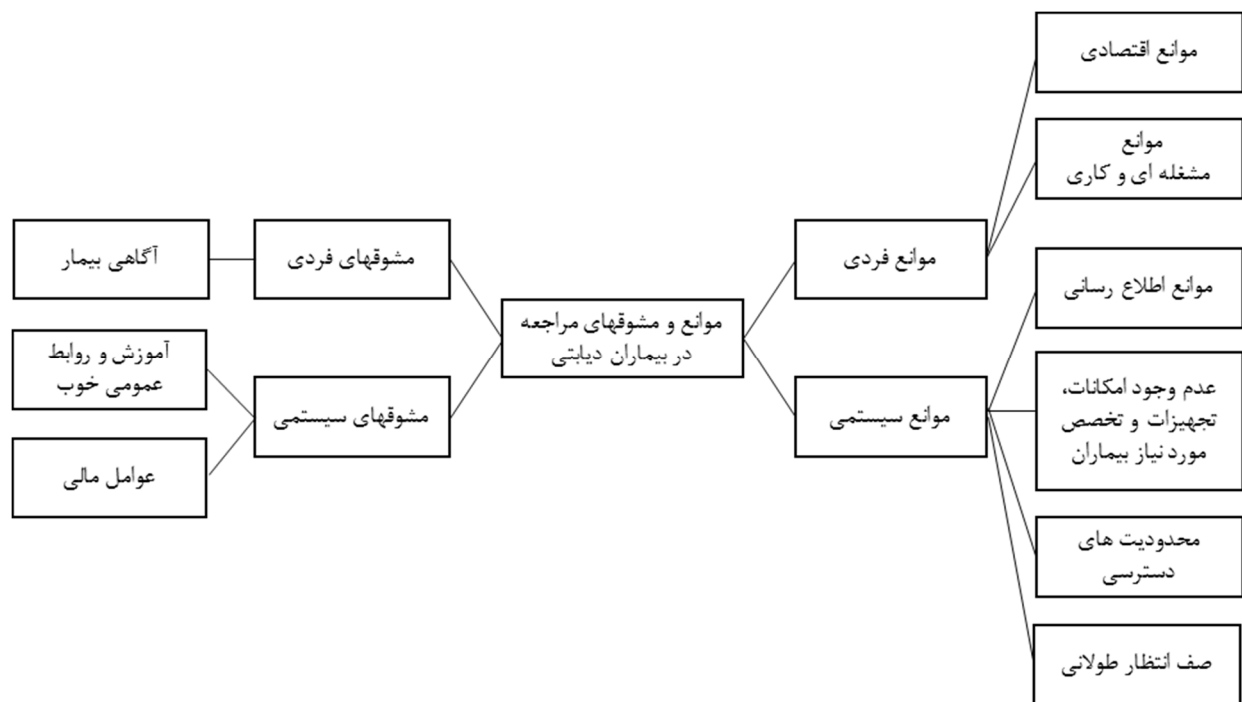 موانع اقتصادی
موانع
مشغله ای و کاری
موانع فردی
موانع اطلاع رسانی
عدم وجود امکانات،
تجهیزات و تخصص
مورد نیاز بیماران
محدودیت های
دسترسی
صف انتظار طولانی
موانع سیستمی
موانع و مشوقهای مراجعه
در بیماران دیابتی
مشوقهای فردی
آگاهی بیمار
مشوقهای سیستمی
آموزش و روابط
عمومی خوب
عوامل مالی